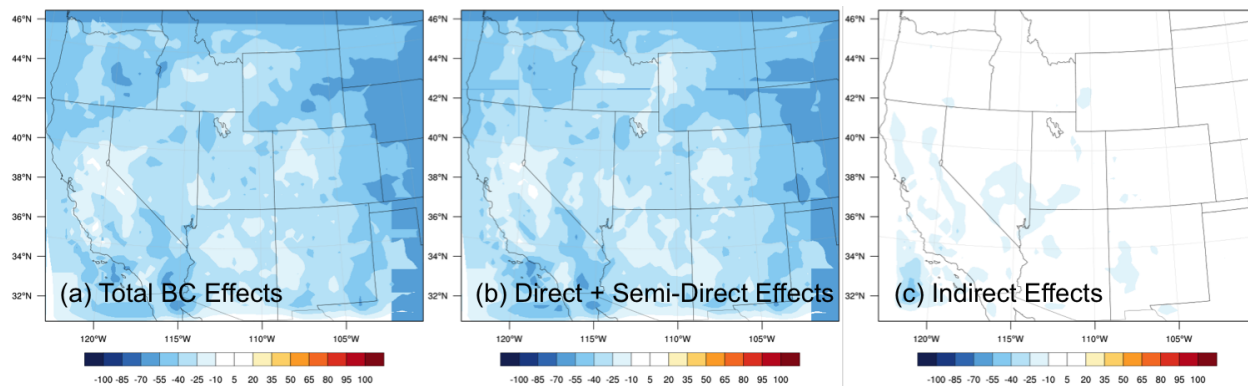 46°N
44°N
42°N
40°N
38°N
36°N
34°N
32°N
(a) Total BC Effects
120°W 115°W 110°W 105°W
-100 -85 -70 -55 -40 -25 -10 5 20 35 50 65 80 95 100
46°N
44°N
42°N
40°N
38°N
36°N
34°N
32°N
(b) Direct + Semi-Direct Effects
120°W 115°W 110°W 105°W
-100 -85 -70 -55 -40 -25 -10 5 20 35 50 65 80 95 100
46°N
44°N
42°N
40°N
38°N
36°N
34°N
32°N
(c) Indirect Effects
120°W 115°W 110°W 105°W
-100 -85 -70 -55 -40 -25 -10 5 20 35 50 65 80 95 100